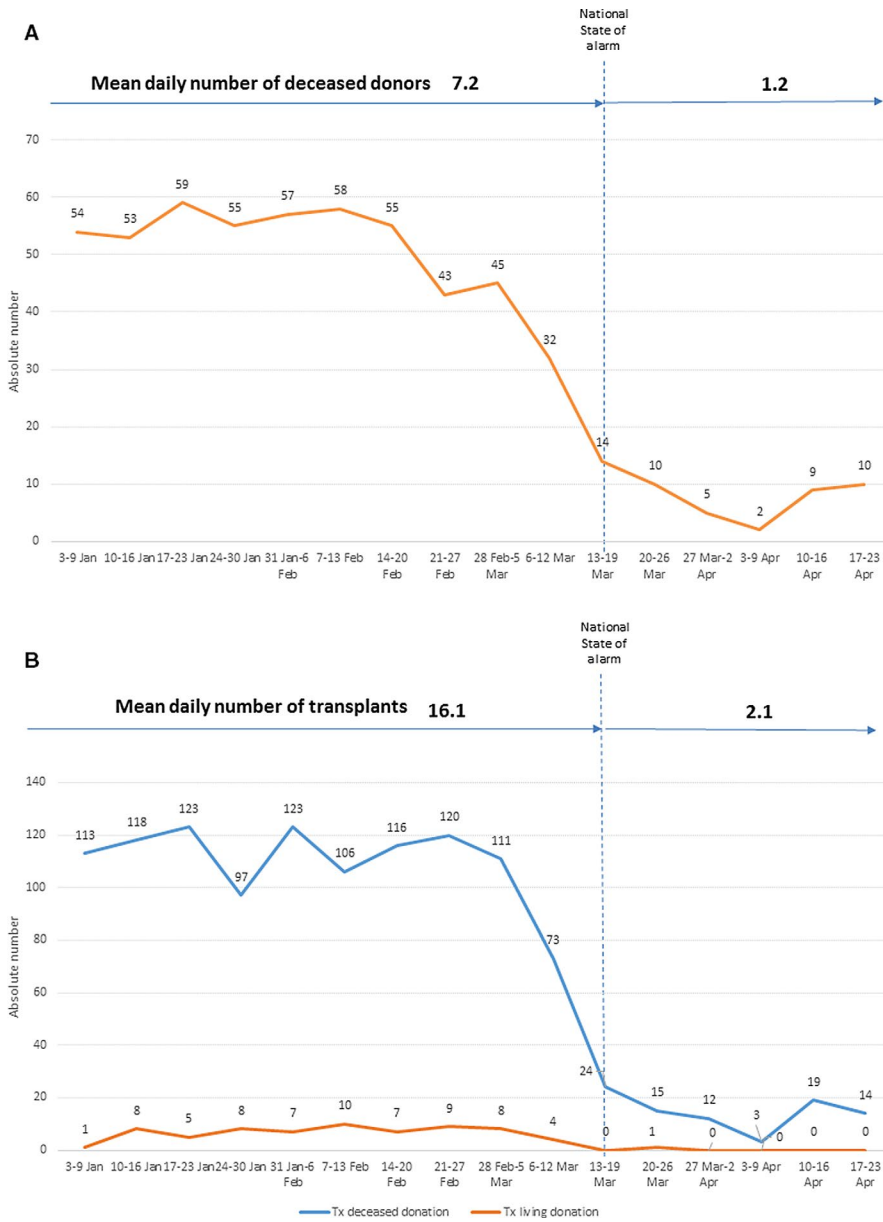 A
National
State of
alarm
Mean daily number of deceased donors 7.2
1.2
Absolute number
70
60
50
40
30
20
10
0
54
53
59
55
57
58
55
43
45
32
14
10
5
2
9
10
3-9 Jan
10-16 Jan
17-23 Jan
24-30 Jan
31 Jan-6
Feb
7-13 Feb
14-20
Feb
21-27
Feb
28 Feb-5
Mar
6-12 Mar
13-19
Mar
20-26
Mar
27 Mar-2
Apr
3-9 Apr
10-16
Apr
17-23
Apr
B
National
State of
alarm
Mean daily number of transplants 16.1
2.1
Absolute number
140
120
100
80
60
40
20
0
113
118
123
97
123
106
116
120
111
73
24
15
12
3
19
14
1
8
5
8
7
10
7
9
8
4
0
1
0
0
0
0
3-9 Jan
10-16 Jan
17-23 Jan
24-30 Jan
31 Jan-6
Feb
7-13 Feb
14-20
Feb
21-27
Feb
28 Feb-5
Mar
6-12 Mar
13-19
Mar
20-26
Mar
27 Mar-2
Apr
3-9 Apr
10-16
Apr
17-23
Apr
Tx deceased donation
Tx living donation